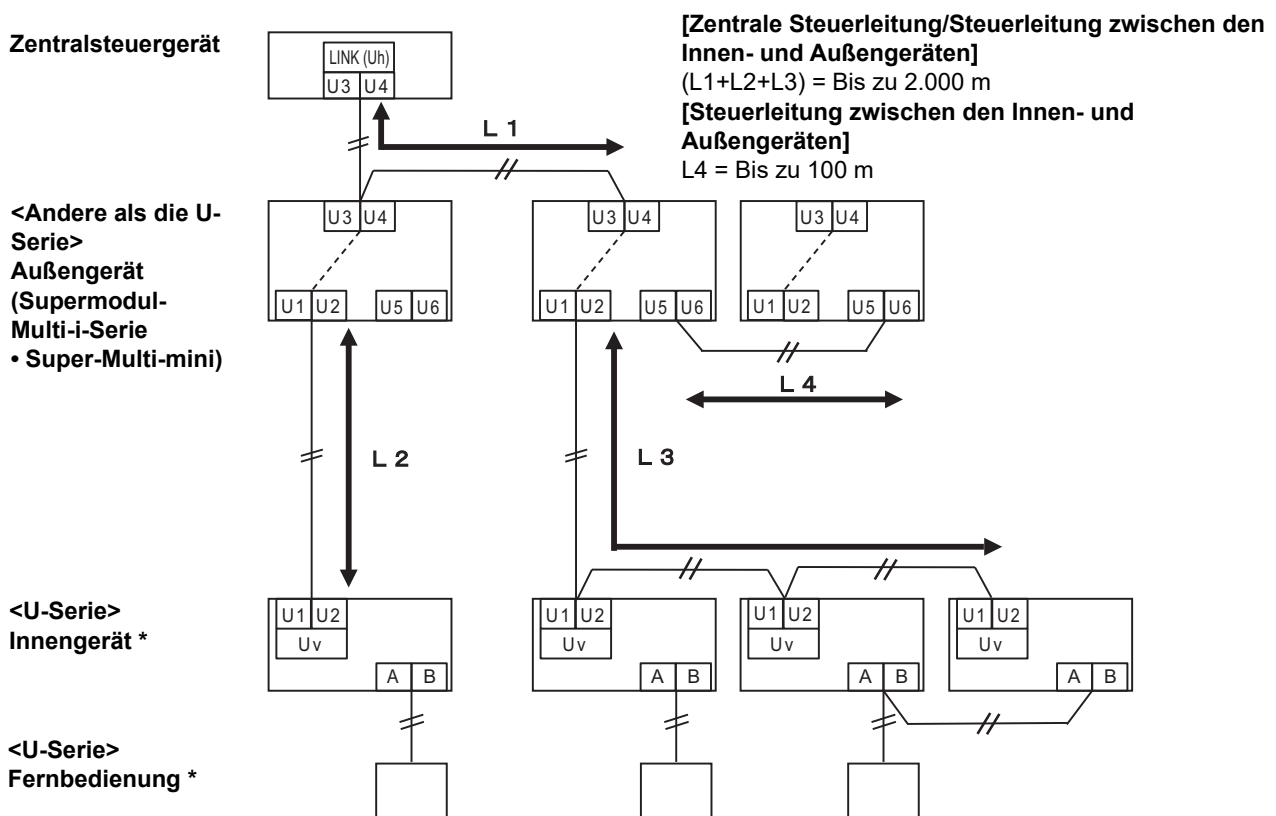 Zentralsteuergerät
LINK (Uh)
U3 U4
[Zentrale Steuerleitung/Steuerleitung zwischen den
Innen- und Außengeräten]
(L1+L2+L3) = Bis zu 2.000 m
[Steuerleitung zwischen den Innen- und
Außengeräten]
L4 = Bis zu 100 m
L 1
<Andere als die U-
Serie>
Außengerät
(Supermodul-
Multi-i-Serie
• Super-Multi-mini)
U3 U4
U1 U2
U5 U6
U3 U4
U1 U2
U5 U6
U3 U4
U1 U2
U5 U6
L 4
L 2
L 3
<U-Serie>
Innengerät *
U1 U2
Uv
A B
U1 U2
Uv
A B
U1 U2
Uv
A B
U1 U2
Uv
A B
<U-Serie>
Fernbedienung *